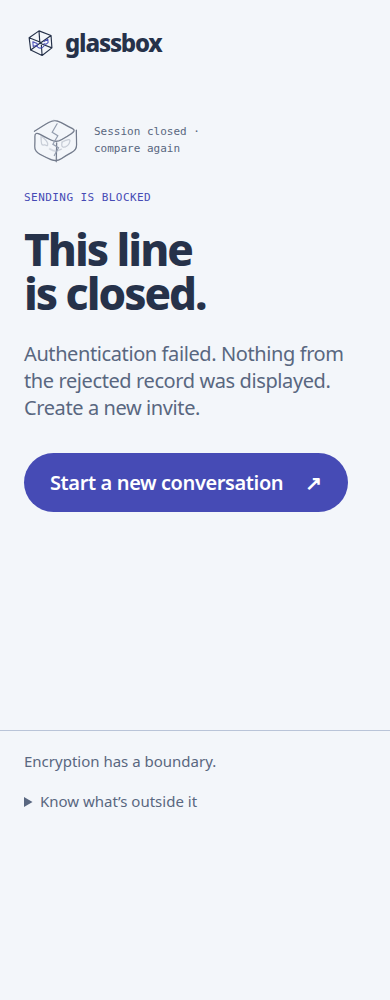 glassbox
Session closed ·
compare again
SENDING IS BLOCKED
This line
is closed.
Authentication failed. Nothing from
the rejected record was displayed.
Create a new invite.
Start a new conversation ↗
Encryption has a boundary.
▶ Know what’s outside it